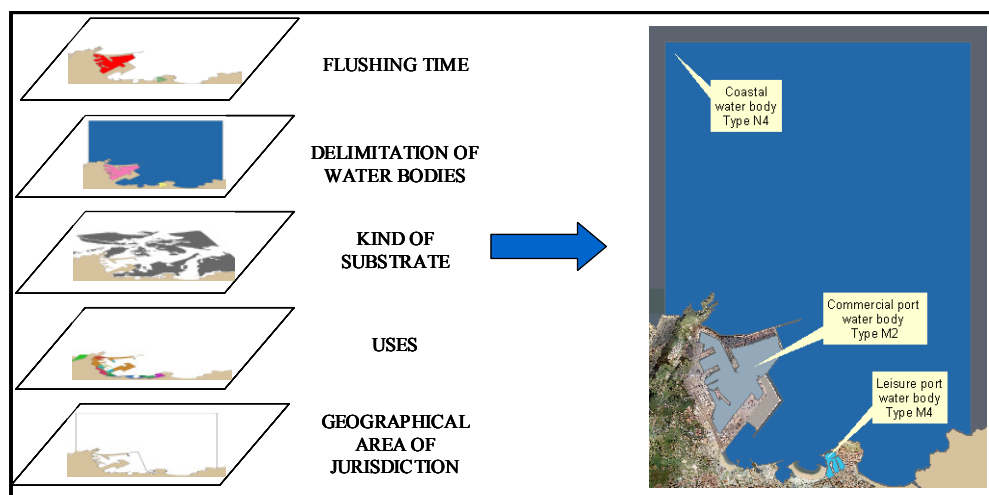 FLUSHING TIME
DELIMITATION OF
WATER BODIES
KIND OF
SUBSTRATE
USES
GEOGRAPHICAL
AREA OF
JURISDICTION
Coastal
water body
Type N4
Commercial port
water body
Type M2
Leisure port
water body
Type M4